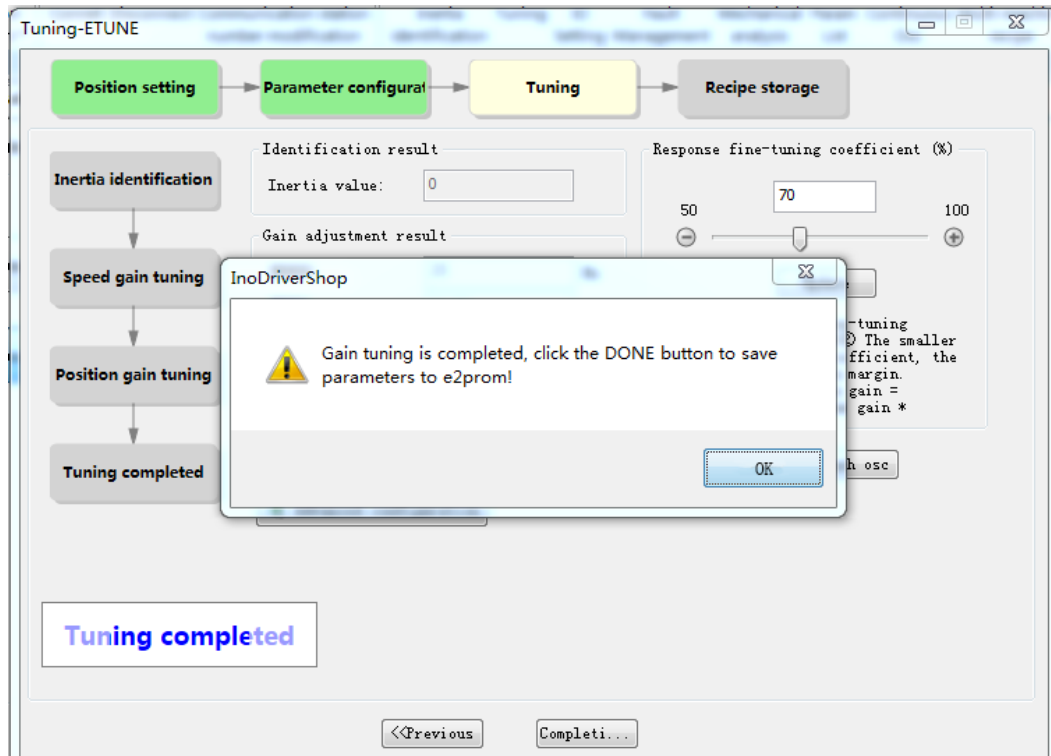 Tuning-ETUNE
Position setting
Parameter configurat
Tuning
Recipe storage
Inertia identification
Speed gain tuning
Position gain tuning
Tuning completed
Identification result
Inertia value:
0
Gain adjustment result
Response fine-tuning coefficient (%)
70
50
100
-tuning
② The smaller
fficient, the
margin.
gain =
gain *
h osc
InoDriverShop
Gain tuning is completed, click the DONE button to save
parameters to e2prom!
OK
Tuning completed
<<Previous
Completi...